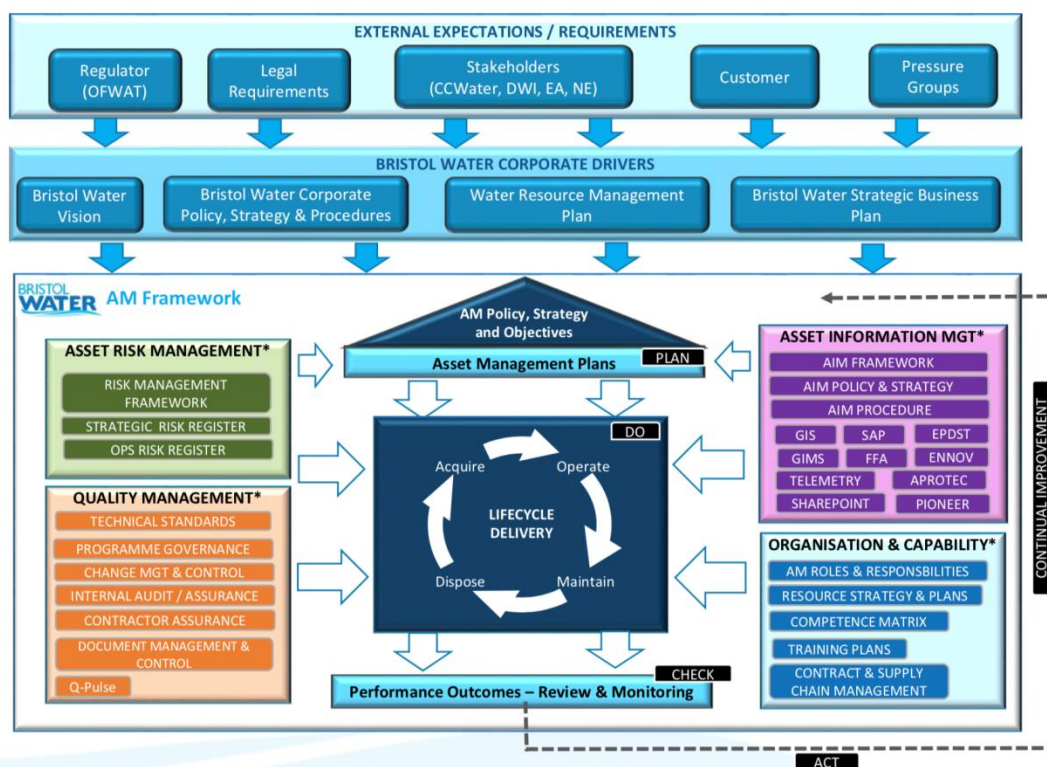 EXTERNAL EXPECTATIONS / REQUIREMENTS
Regulator
(OFWAT)
Legal
Requirements
Stakeholders
(CCWater, DWI, EA, NE)
Customer
Pressure
Groups
BRISTOL WATER CORPORATE DRIVERS
Bristol Water
Vision
Bristol Water Corporate
Policy, Strategy & Procedures
Water Resource Management
Plan
Bristol Water Strategic Business
Plan
BRISTOL
WATER
AM Framework
AM Policy, Strategy
and Objectives
PLAN
Asset Management Plans
ASSET RISK MANAGEMENT*
RISK MANAGEMENT
FRAMEWORK
STRATEGIC RISK REGISTER
OPS RISK REGISTER
QUALITY MANAGEMENT*
TECHNICAL STANDARDS
PROGRAMME GOVERNANCE
CHANGE MGT & CONTROL
INTERNAL AUDIT / ASSURANCE
CONTRACTOR ASSURANCE
DOCUMENT MANAGEMENT &
CONTROL
Q-Pulse
DO
Acquire
Operate
LIFECYCLE
DELIVERY
Dispose
Maintain
CHECK
Performance Outcomes – Review & Monitoring
ASSET INFORMATION MGT*
AIM FRAMEWORK
AIM POLICY & STRATEGY
AIM PROCEDURE
GIS
SAP
EPDST
GIMS
FFA
ENNOV
TELEMETRY
APROTEC
SHAREPOINT
PIONEER
ORGANISATION & CAPABILITY*
AM ROLES & RESPONSBILITIES
RESOURCE STRATEGY & PLANS
COMPETENCE MATRIX
TRAINING PLANS
CONTRACT & SUPPLY
CHAIN MANAGEMENT
CONTINUAL IMPROVEMENT
ACT